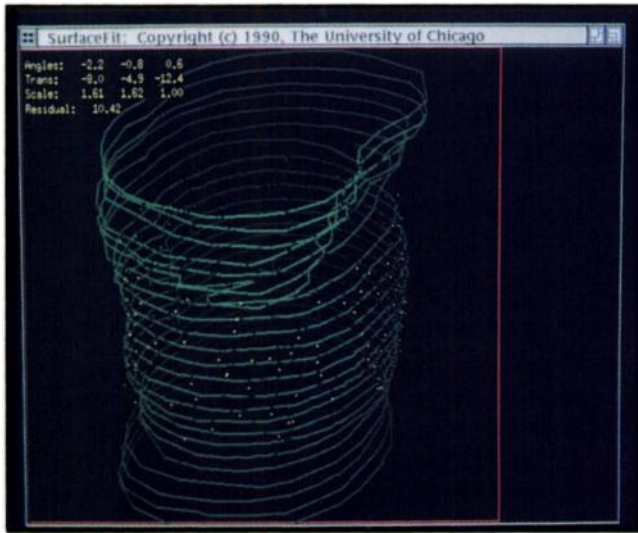 SurfaceFit: Copyright (c) 1990, The University of Chicago
Angles: -2.2 -0.8 0.6
Trans: -8.0 -4.9 -12.4
Scale: 1.61 1.62 1.00
Residual: 10.42